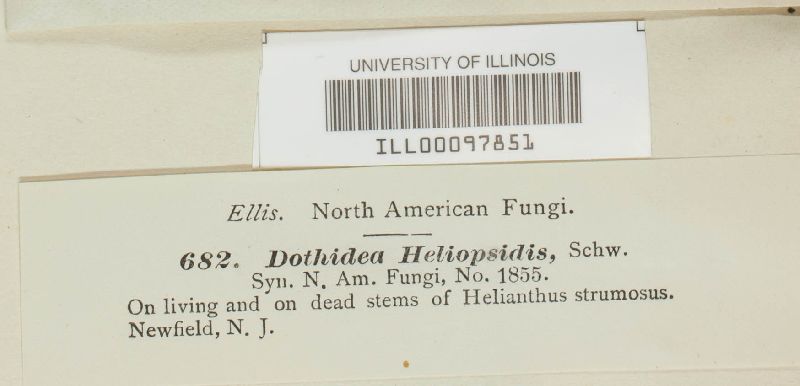 UNIVERSITY OF ILLINOIS
ILL00097851
Ellis. North American Fungi.
682. Dothidea Heliopsidis, Schw.
Syn. N. Am. Fungi, No. 1855.
On living and on dead stems of Helianthus strumosus.
Newfield, N. J.